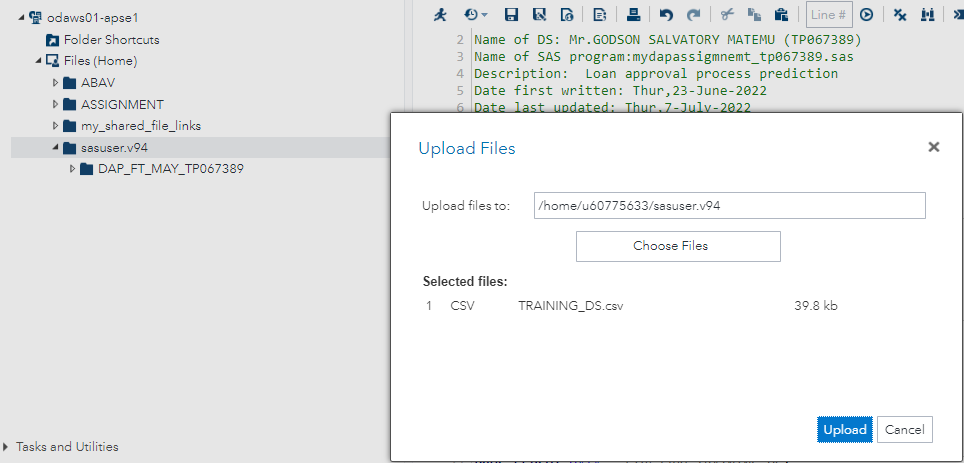 odaws01-apse1
Folder Shortcuts
Files (Home)
ABAV
ASSIGNMENT
my_shared_file_links
sasuser.v94
DAP_FT_MAY_TP067389
Tasks and Utilities
Line #
2 Name of DS: Mr.GODSON SALVATORY MATEMU (TP067389)
3 Name of SAS program:mydapassigmnemt_tp067389.sas
4 Description: Loan approval process prediction
5 Date first written: Thur,23-June-2022
6 Date last updated: Thur,7-July-2022
Upload Files
Upload files to: /home/u60775633/sasuser.v94
Choose Files
Selected files:
1 CSV TRAINING_DS.csv 39.8 kb
Upload Cancel